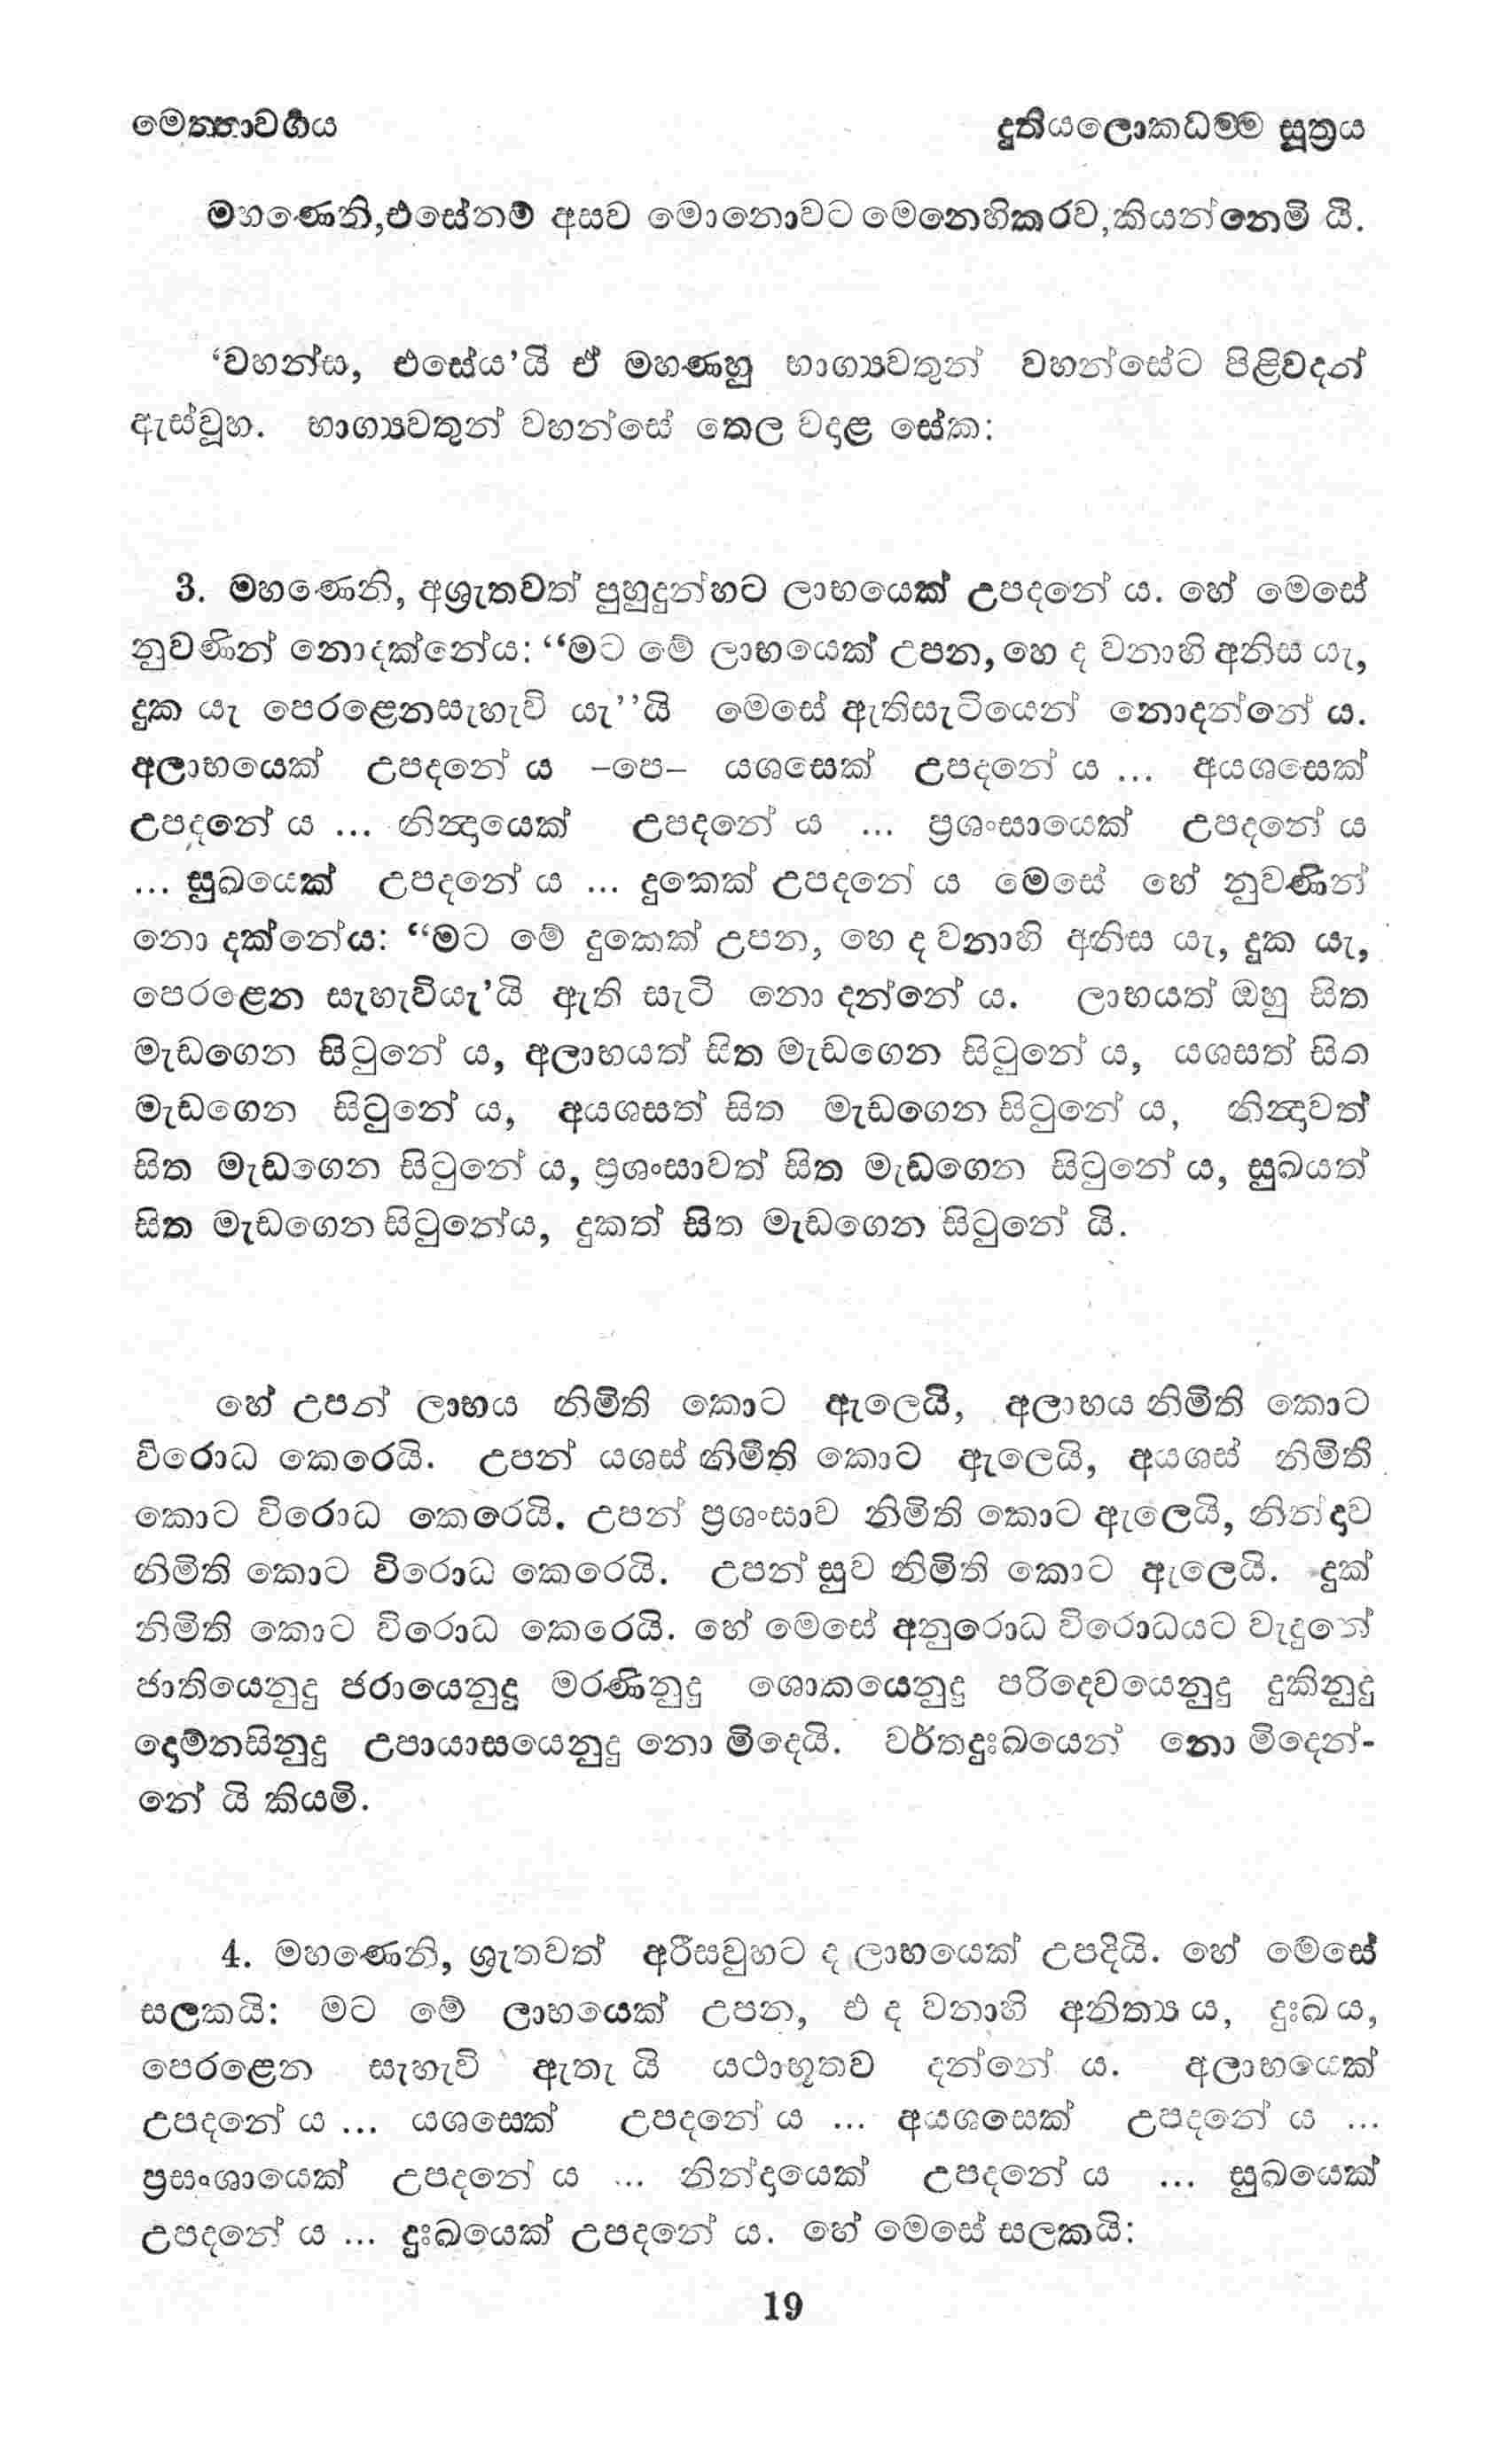 මෙත්තාවර්ගය
දුතියලොකධම්ම සූත්‍රය
මහණෙනි,එසේනම් අසව මොනොවට මෙනෙහිකරව,කියන්නෙමි යි.
‘වහන්ස, එසේය’යි ඒ මහණහු භාග්‍යවතුන් වහන්සේට පිළිවදන්
ඇස්වූහ. භාග්‍යවතුන් වහන්සේ තෙල වදාළ සේක:
3. මහණෙනි, අශ්‍රැතවත් පුහුදුන්හට ලාභයෙක් උපදනේ ය. හේ මෙසේ
නුවණින් නොදක්නේය: “මට මේ ලාභයෙක් උපන, හෙ ද වනාහි අනිස යැ,
දුක යැ පෙරළෙනසැහැවි යැ’’යි මෙසේ ඇතිසැටියෙන් නොදන්නේ ය.
අලාභයෙක් උපදනේ ය –පෙ– යශසෙක් උපදනේ ය ... අයශසෙක්
උපදනේ ය ... නින්‍දායෙක් උපදනේ ය ... ප්‍රශංසායෙක් උපදනේ ය
... සුඛයෙක් උපදනේ ය ... දුකෙක් උපදනේ ය මෙසේ හේ නුවණින්
නො දක්නේය: “මට මේ දුකෙක් උපන, හෙ ද වනාහි අනිස යැ, දුක යැ,
පෙරළෙන සැහැවියැ’යි ඇති සැටි නො දන්නේ ය. ලාභයත් ඔහු සිත
මැඩගෙන සිටුනේ ය, අලාභයත් සිත මැඩගෙන සිටුනේ ය, යශසත් සිත
මැඩගෙන සිටුනේ ය, අයශසත් සිත මැඩගෙන සිටුනේ ය, නින්‍දාවත්
සිත මැඩගෙන සිටුනේ ය, ප්‍රශංසාවත් සිත මැඩගෙන සිටුනේ ය, සුඛයත්
සිත මැඩගෙන සිටුනේය, දුකත් සිත මැඩගෙන සිටුනේ යි.
හේ උපන් ලාභය නිමිති කොට ඇලෙයි, අලාභය නිමිති කොට
විරොධ කෙරෙයි. උපන් යශස් නිමිති කොට ඇලෙයි, අයශස් නිමිති
කොට විරොධ කෙරෙයි. උපන් ප්‍රශංසාව නිමිති කොට ඇලෙයි, නින්දාව
නිමිති කොට විරොධ කෙරෙයි. උපන් සුව නිමිති කොට ඇලෙයි. දුක්
නිමිති කොට විරොධ කෙරෙයි. හේ මෙසේ අනුරොධ විරොධයට වැදුනේ
ජාතියෙනුදු ජරායෙනුදු මරණිනුදු ශොකයෙනුදු පරිදෙවයෙනුදු දුකිනුදු
දොම්නසිනුදු උපායාසයෙනුදු නො මිදෙයි. වර්තදුඃඛයෙන් නො මිදෙන්-
නේ යි කියමි.
4. මහණෙනි, ශ්‍රැතවත් අරීසවුහට ද ලාභයෙක් උපදියි. හේ මෙසේ
සලකයි: මට මේ ලාභයෙක් උපන, එ ද වනාහි අනිත්‍ය ය, දුඃඛ ය,
පෙරළෙන සැහැවි ඇතැ යි යථාභූතව දන්නේ ය. අලාභයෙක්
උපදනේ ය ... යශසෙක් උපදනේ ය ... අයශසෙක් උපදනේ ය ...
ප්‍රසංශායෙක් උපදනේ ය ... නින්දායෙක් උපදනේ ය ... සුඛයෙක්
උපදනේ ය ... දුඃඛයෙක් උපදනේ ය. හේ මෙසේ සලකයි:
19